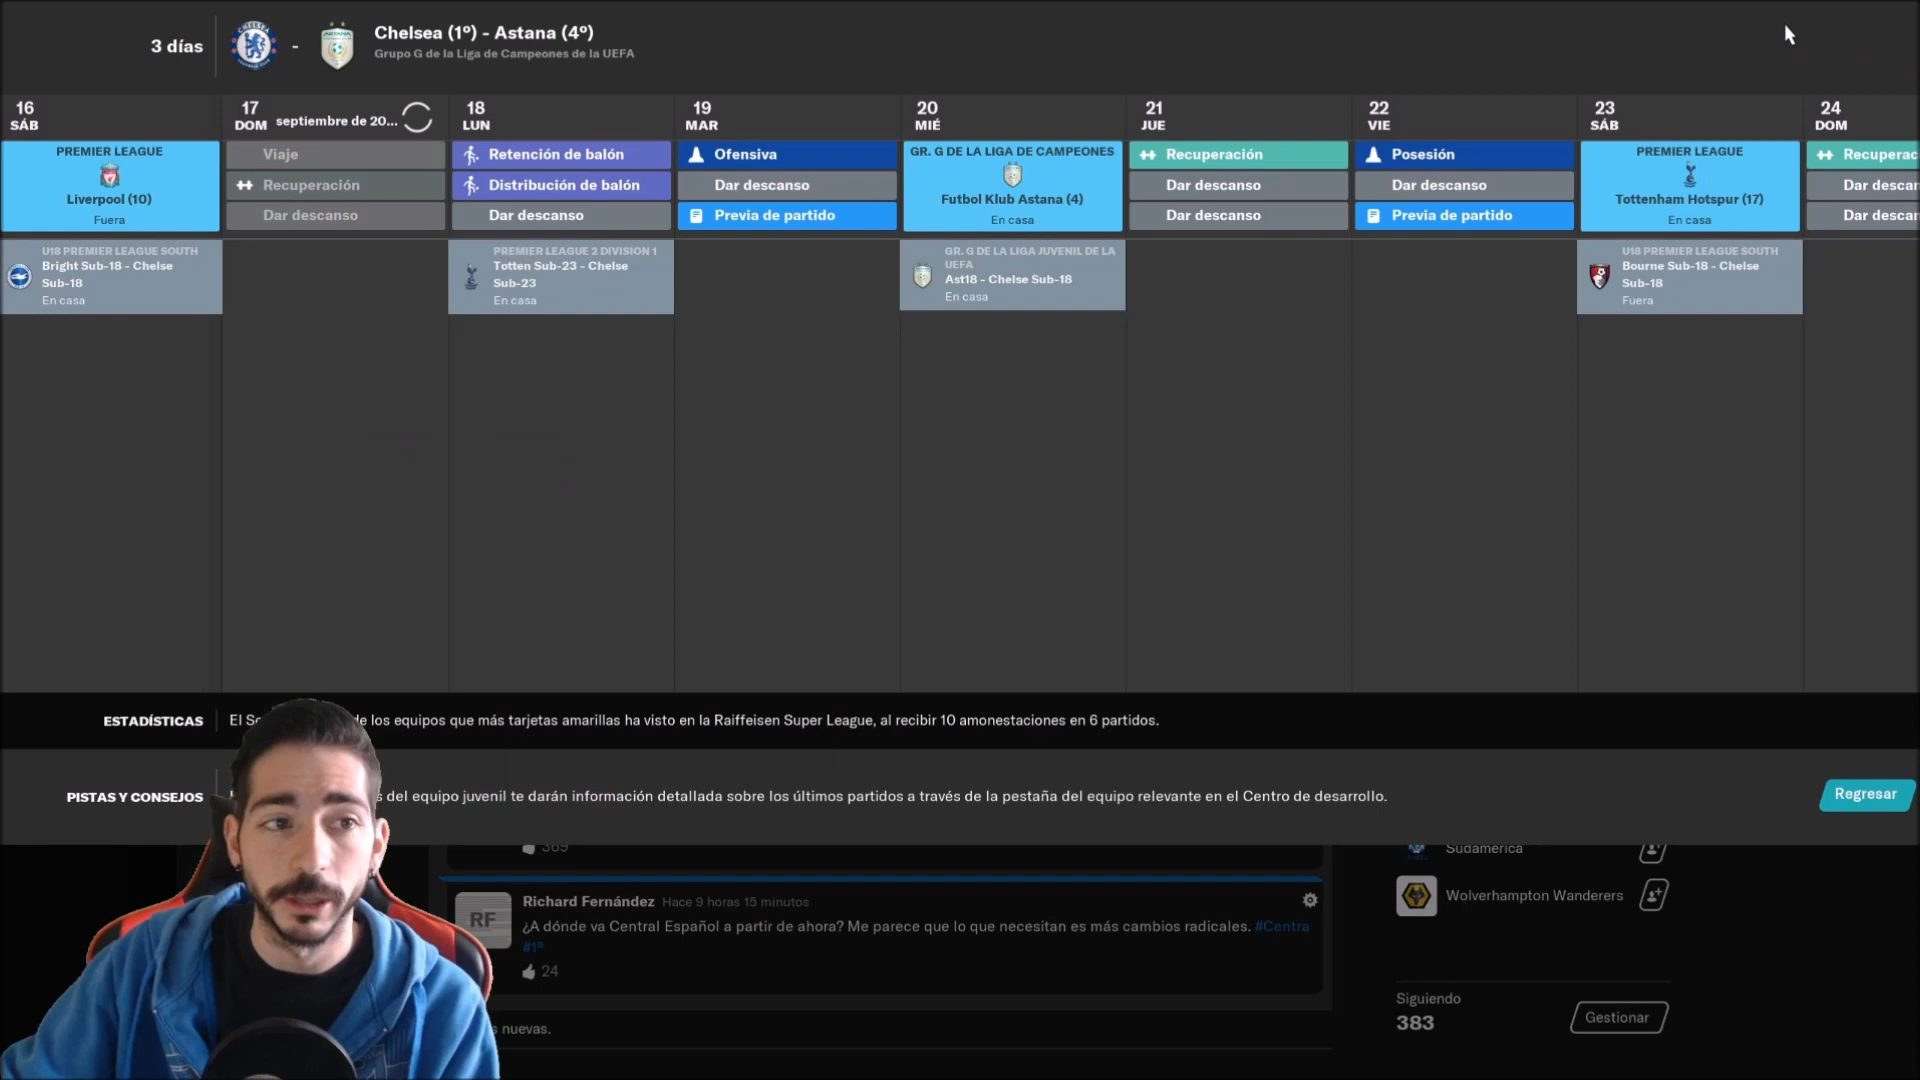 3 días
-
Chelsea (1º) - Astana (4º)
Grupo G de la Liga de Campeones de la UEFA
16
SÁB
17
DOM
septiembre de 20...
18
LUN
19
MAR
20
MIÉ
21
JUE
22
VIE
23
SÁB
24
DOM
PREMIER LEAGUE
Liverpool (10)
Fuera
Viaje
Recuperación
Dar descanso
Retención de balón
Distribución de balón
Dar descanso
Ofensiva
Dar descanso
Previa de partido
GR. G DE LA LIGA DE CAMPEONES
Futbol Klub Astana (4)
En casa
Recuperación
Dar descanso
Dar descanso
Posesión
Dar descanso
Previa de partido
PREMIER LEAGUE
Tottenham Hotspur (17)
En casa
Recuperac
Dar descan
Dar descan
U18 PREMIER LEAGUE SOUTH
Bright Sub-18 - Chelse
Sub-18
En casa
PREMIER LEAGUE 2 DIVISION 1
Totten Sub-23 - Chelse
Sub-23
En casa
GR. G DE LA LIGA JUVENIL DE LA
UEFA
Ast18 - Chelse Sub-18
En casa
U18 PREMIER LEAGUE SOUTH
Bourne Sub-18 - Chelse
Sub-18
Fuera
ESTADÍSTICAS
El de los equipos que más tarjetas amarillas ha visto en la Raiffeisen Super League, al recibir 10 amonestaciones en 6 partidos.
PISTAS Y CONSEJOS
s del equipo juvenil te darán información detallada sobre los últimos partidos a través de la pestaña del equipo relevante en el Centro de desarrollo.
Regresar
369
Sudamérica
RF
Richard Fernández Hace 9 horas 15 minutos
¿A dónde va Central Español a partir de ahora? Me parece que lo que necesitan es más cambios radicales. #Centra
#1ª
24
Wolverhampton Wanderers
s nuevas.
Siguiendo
383
Gestionar